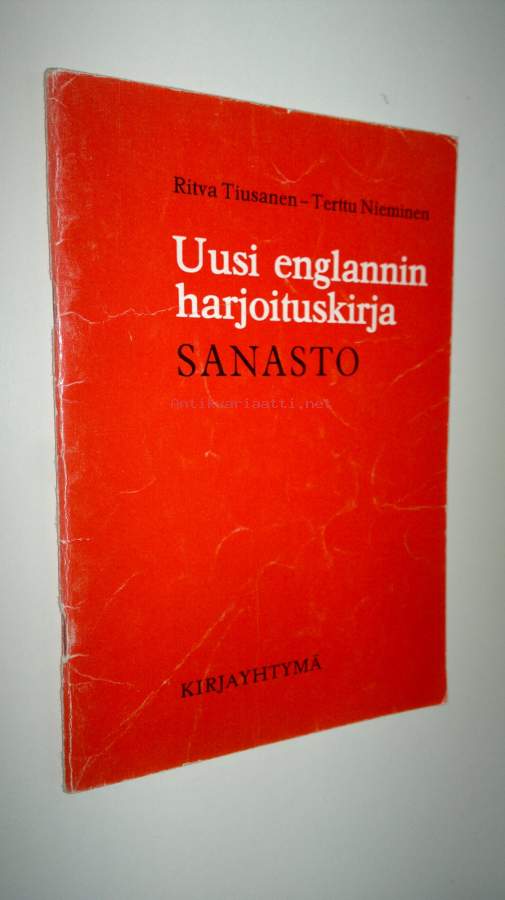 Ritva Tiusanen – Terttu Nieminen
Uusi englannin
harjoituskirja
SANASTO
Antikvariaatti.net
KIRJAYHTYMÄ